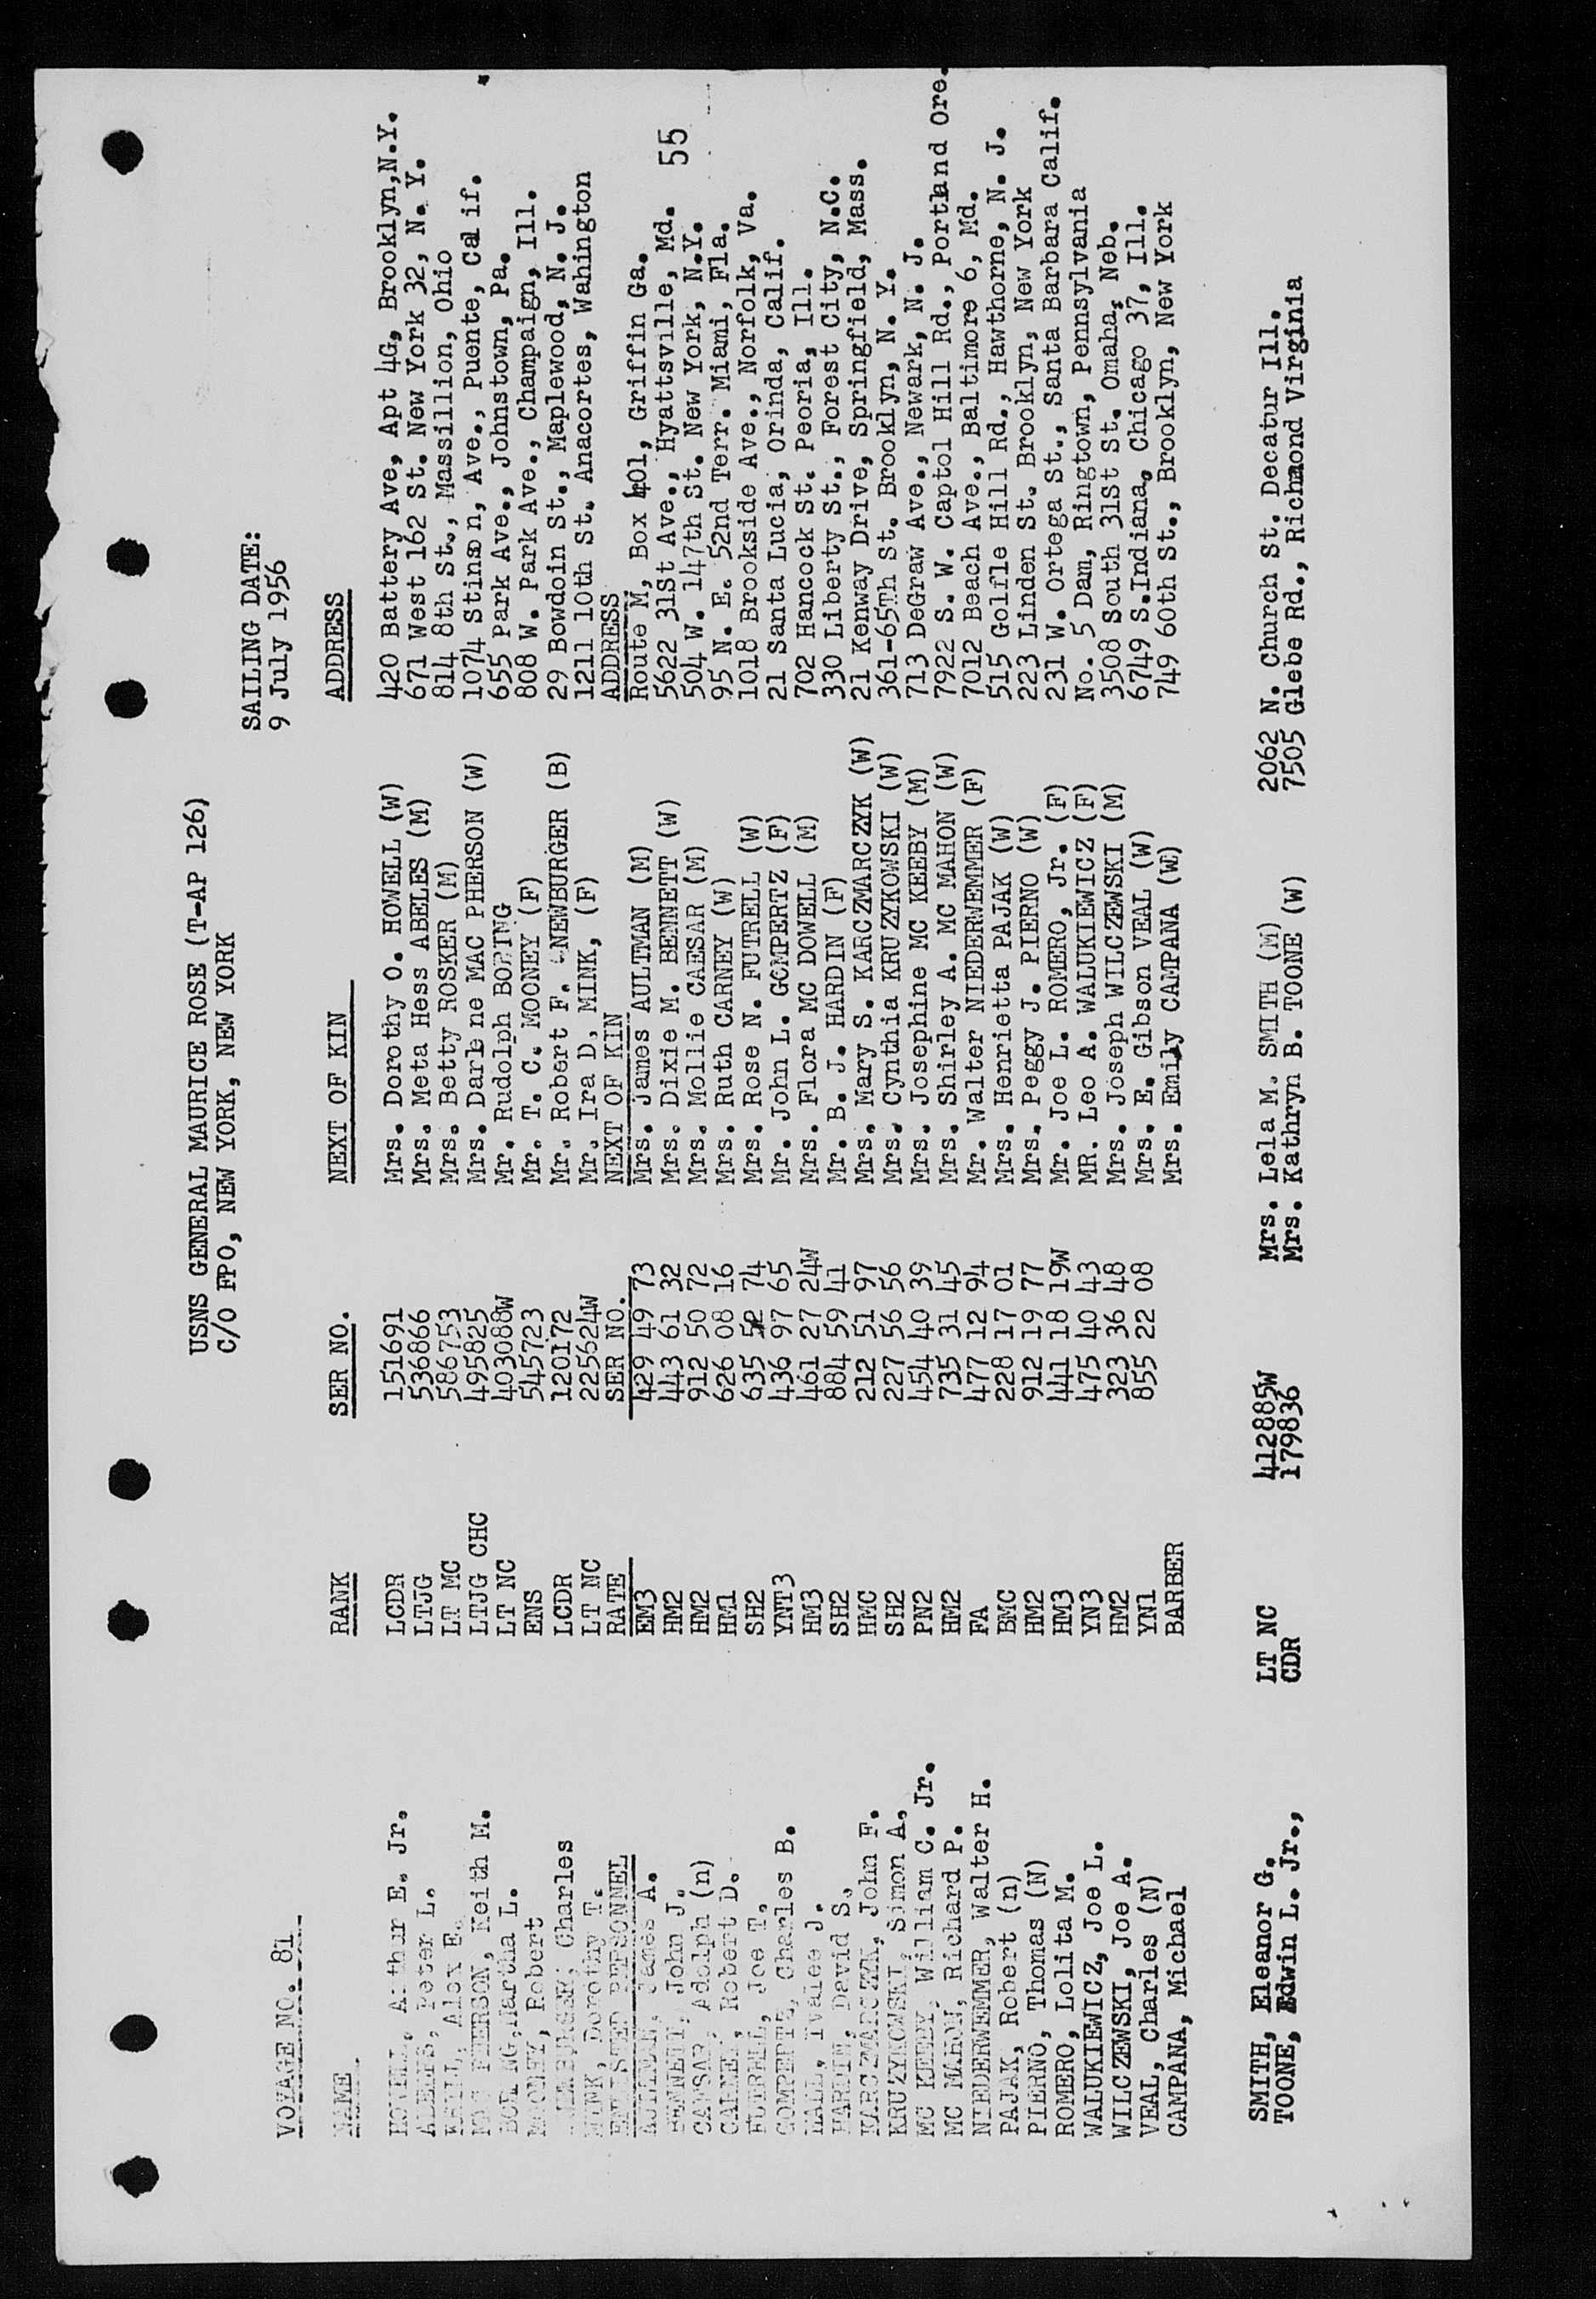 USNS GENERAL MAURICE ROSE (T-AP 126)
C/O FPO, NEW YORK, NEW YORK
VOYAGE NO. 81 SAILING DATE:
9 July 1956
NAME RANK SER NO. NEXT OF KIN ADDRESS
HOWELL, Arthur E. Jr. LCDR 151691 Mrs. Dorothy O. HOWELL (W) 420 Battery Ave, Apt 4G, Brooklyn,N.Y.
ABELES, Peter L. LTJG 536866 Mrs. Meta Hess ABELES (M) 671 West 162 St. New York 32, N. Y.
Alex E. LT MC 586753 Mrs. Betty ROSKER (M) 814 8th St., Massillion, Ohio
MAC PHERSON, Keith M. LTJG CHC 495825 Mrs. Darlene MAC PHERSON (W) 1074 Stinson, Ave., Puente, Cal if.
BORING, Martha L. LT NC 403088W Mr. Rudolph BORING 655 Park Ave., Johnstown, Pa.
MOONEY, Robert ENS 545723 Mr. T. C. MOONEY (F) 808 W. Park Ave., Champaign, Ill.
NEWBURGER, Charles LCDR 120172 Mr. Robert F. NEWBURGER (B) 29 Bowdoin St., Maplewood, N. J.
MINK, Dorothy T. LT NC 225624W Mr. Ira D, MINK, (F) 1211 10th St. Anacortes, Wahington
ENLISTED PERSONNEL RATE SER NO. NEXT OF KIN ADDRESS
AULTMAN, James A. EM3 429 49 73 Mrs. James AULTMAN (M) Route M, Box 401, Griffin Ga.
BENNETT, John J. HM2 443 61 32 Mrs. Dixie M. BENNETT (W) 5622 31St Ave., Hyattsville, Md. 55
CAESAR, Adolph (n) HM2 912 50 72 Mrs. Mollie CAESAR (M) 504 W. 147th St. New York, N.Y.
CARNEY, Robert D. HM1 626 08 16 Mrs. Ruth CARNEY (W) 95 N. E. 52nd Terr. Miami, Fla.
FUTRELL, Joe T. SH2 635 52 74 Mrs. Rose N. FUTRELL (W) 1018 Brookside Ave., Norfolk, Va.
GOMPERTZ, Charles B. YNT3 436 97 65 Mr. John L. GOMPERTZ (F) 21 Santa Lucia, Orinda, Calif.
HALL, Ivalee J. HM3 461 27 24W Mrs. Flora MC DOWELL (M) 702 Hancock St. Peoria, Ill.
HARDIN, David S. SH2 884 59 41 Mr. B. J. HARDIN (F) 330 Liberty St., Forest City, N.C.
KARCZMARCZYK, John F. HMC 212 51 97 Mrs. Mary S. KARCZMARCZYK (W) 21 Kenway Drive, Springfield, Mass.
KRUZYKOWSKI, Simon A. SH2 227 56 56 Mrs. Cynthia KRUZYKOWSKI (W) 361-65Th St. Brooklyn, N. Y.
MC KEEBY, William C. Jr. PN2 454 40 39 Mrs. Josephine MC KEEBY (M) 713 DeGraw Ave., Newark, N. J.
MC MAHON, Richard P. HM2 735 31 45 Mrs. Shirley A. MC MAHON (W) 7922 S. W. Captol Hill Rd., Portland Ore.
NIEDERWEMMER, Walter H. FA 477 12 94 Mr. Walter NIEDERWEMMER (F) 7012 Beach Ave., Baltimore 6, Md.
PAJAK, Robert (n) BMC 228 17 01 Mrs. Henrietta PAJAK (W) 515 Golfle Hill Rd., Hawthorne, N. J.
PIERNO, Thomas (N) HM2 912 19 77 Mrs. Peggy J. PIERNO (W) 223 Linden St. Brooklyn, New York
ROMERO, Lolita M. HM3 441 18 19W Mr. Joe L. ROMERO, Jr. (F) 231 W. Ortega St., Santa Barbara Calif.
WALUKIEWICZ, Joe L. YN3 475 40 43 MR. Leo A. WALUKIEWICZ (F) No. 5 Dam, Ringtown, Pennsylvania
WILCZEWSKI, Joe A. HM2 323 36 48 Mrs. Joseph WILCZEWSKI (M) 3508 South 31St St. Omaha, Neb.
VEAL, Charles (N) YN1 855 22 08 Mrs. E. Gibson VEAL (W) 6749 S.Indiana, Chicago 37, Ill.
CAMPANA, Michael BARBER Mrs. Emily CAMPANA (W) 749 60th St., Brooklyn, New York
SMITH, Eleanor G. LT NC 412885W Mrs. Lela M. SMITH (M) 2062 N. Church St. Decatur Ill.
TOONE, Edwin L. Jr., CDR 179836 Mrs. Kathryn B. TOONE (W) 7505 Glebe Rd., Richmond Virginia